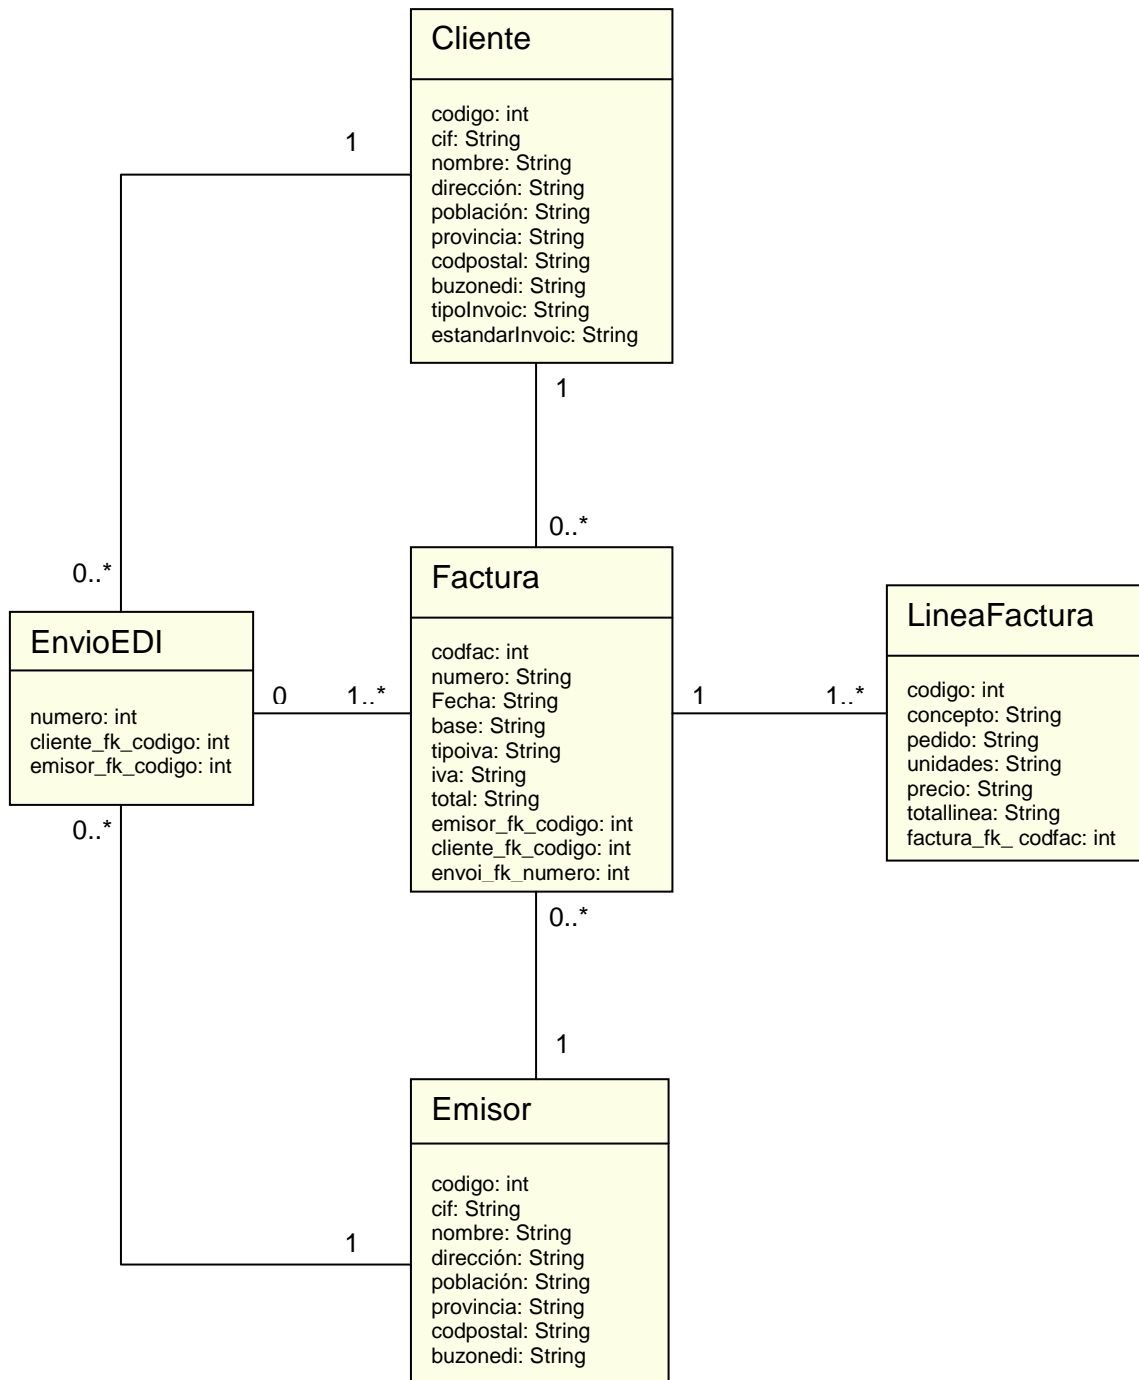 Cliente
codigo: int
cif: String
nombre: String
dirección: String
población: String
provincia: String
codpostal: String
buzonedi: String
tipoInvoic: String
estandarInvoic: String
1
1
0..*
0..*
EnvioEDI
numero: int
cliente_fk_codigo: int
emisor_fk_codigo: int
0
1..*
0..*
Factura
codfac: int
numero: String
Fecha: String
base: String
tipoiva: String
iva: String
total: String
emisor_fk_codigo: int
cliente_fk_codigo: int
envoi_fk_numero: int
1
1..*
LineaFactura
codigo: int
concepto: String
pedido: String
unidades: String
precio: String
totallinea: String
factura_fk_ codfac: int
0..*
1
1
Emisor
codigo: int
cif: String
nombre: String
dirección: String
población: String
provincia: String
codpostal: String
buzonedi: String